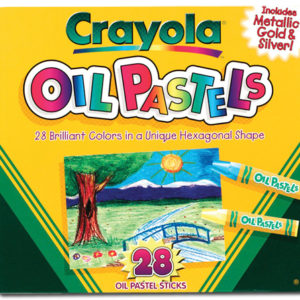 Crayola
Includes
Metallic
Gold &
Silver!
OIL PASTELS
28 Brilliant Colors in a Unique Hexagonal Shape
OIL PASTELS
OIL PASTELS
28
OIL PASTEL STICKS